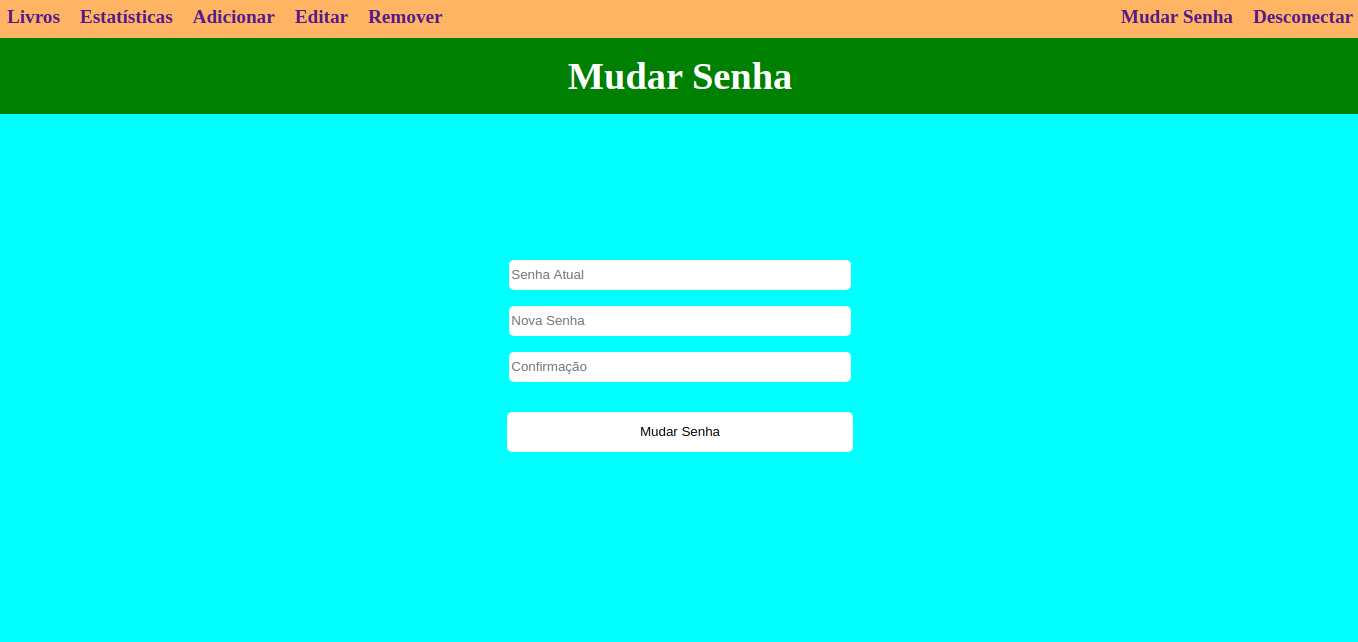 Livros Estatísticas Adicionar Editar Remover Mudar Senha Desconectar
Mudar Senha
Senha Atual
Nova Senha
Confirmação
Mudar Senha